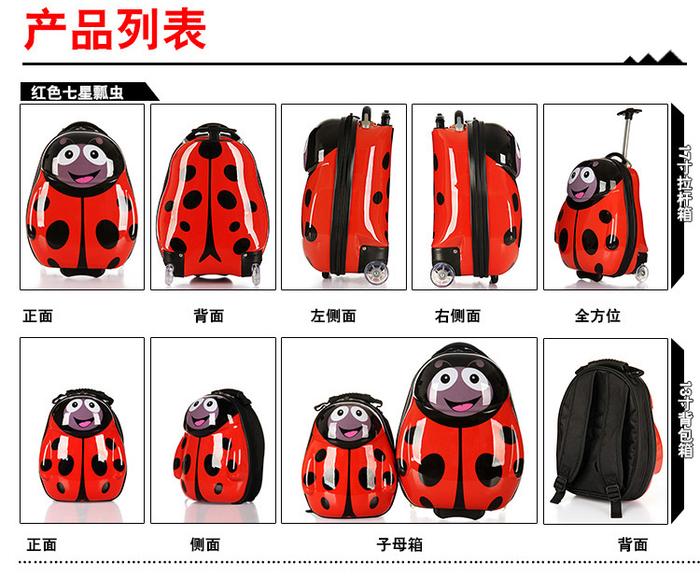 产品列表
红色七星瓢虫
17寸拉杆箱
正面
背面
左侧面
右侧面
全方位
13寸背包箱
正面
侧面
子母箱
背面